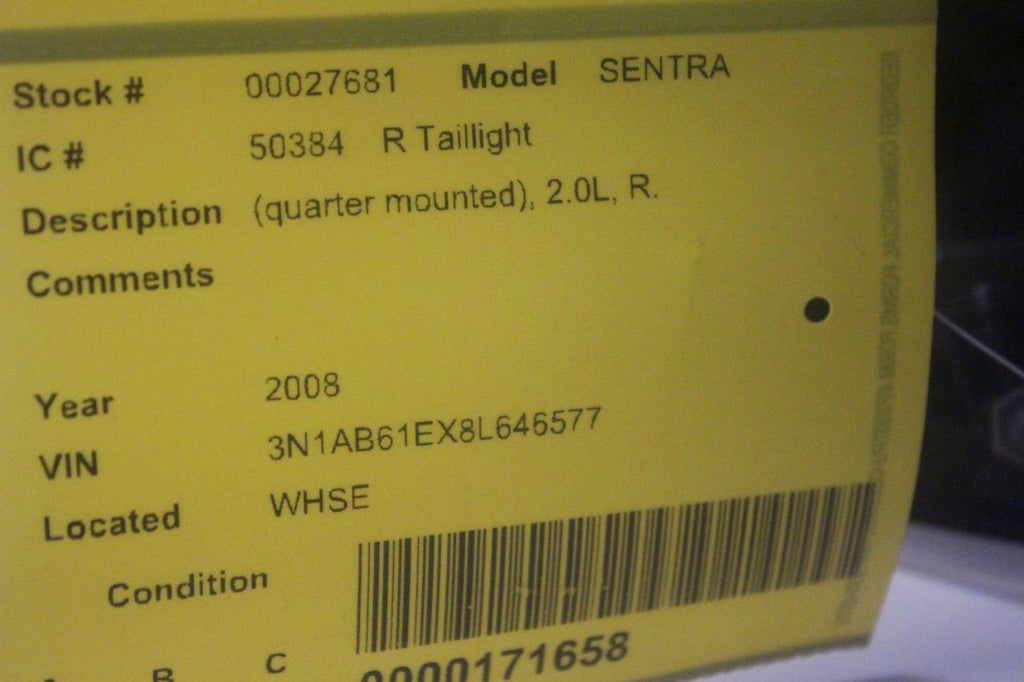 Stock # 00027681 Model SENTRA
IC # 50384 R Taillight
Description (quarter mounted), 2.0L, R.
Comments
Year 2008
VIN 3N1AB61EX8L646577
Located WHSE
Condition
A B C
0000171658